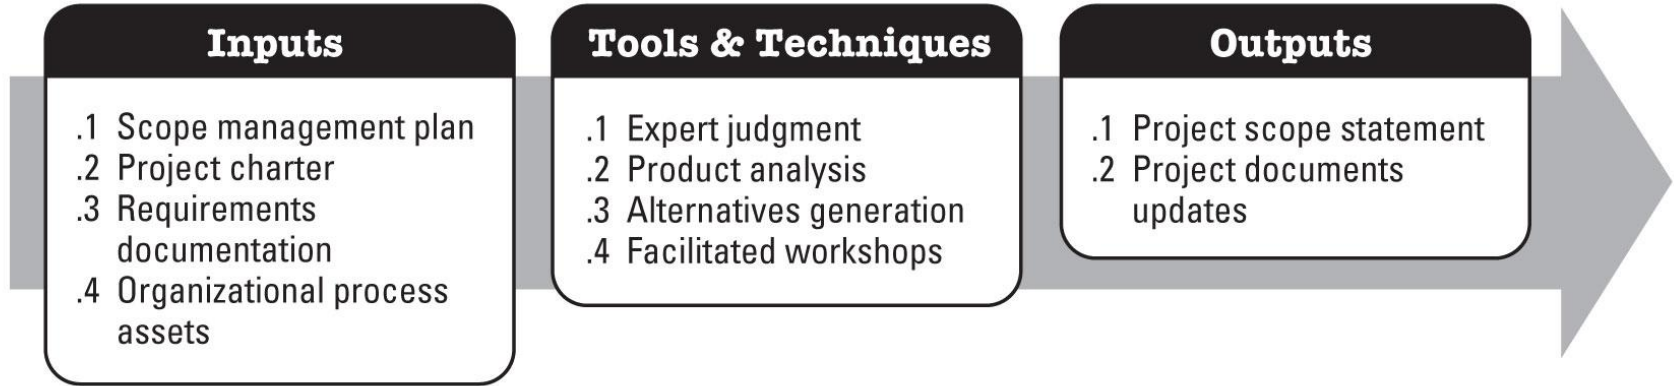 Inputs
.1 Scope management plan
.2 Project charter
.3 Requirements
documentation
.4 Organizational process
assets
Tools & Techniques
.1 Expert judgment
.2 Product analysis
.3 Alternatives generation
.4 Facilitated workshops
Outputs
.1 Project scope statement
.2 Project documents
updates